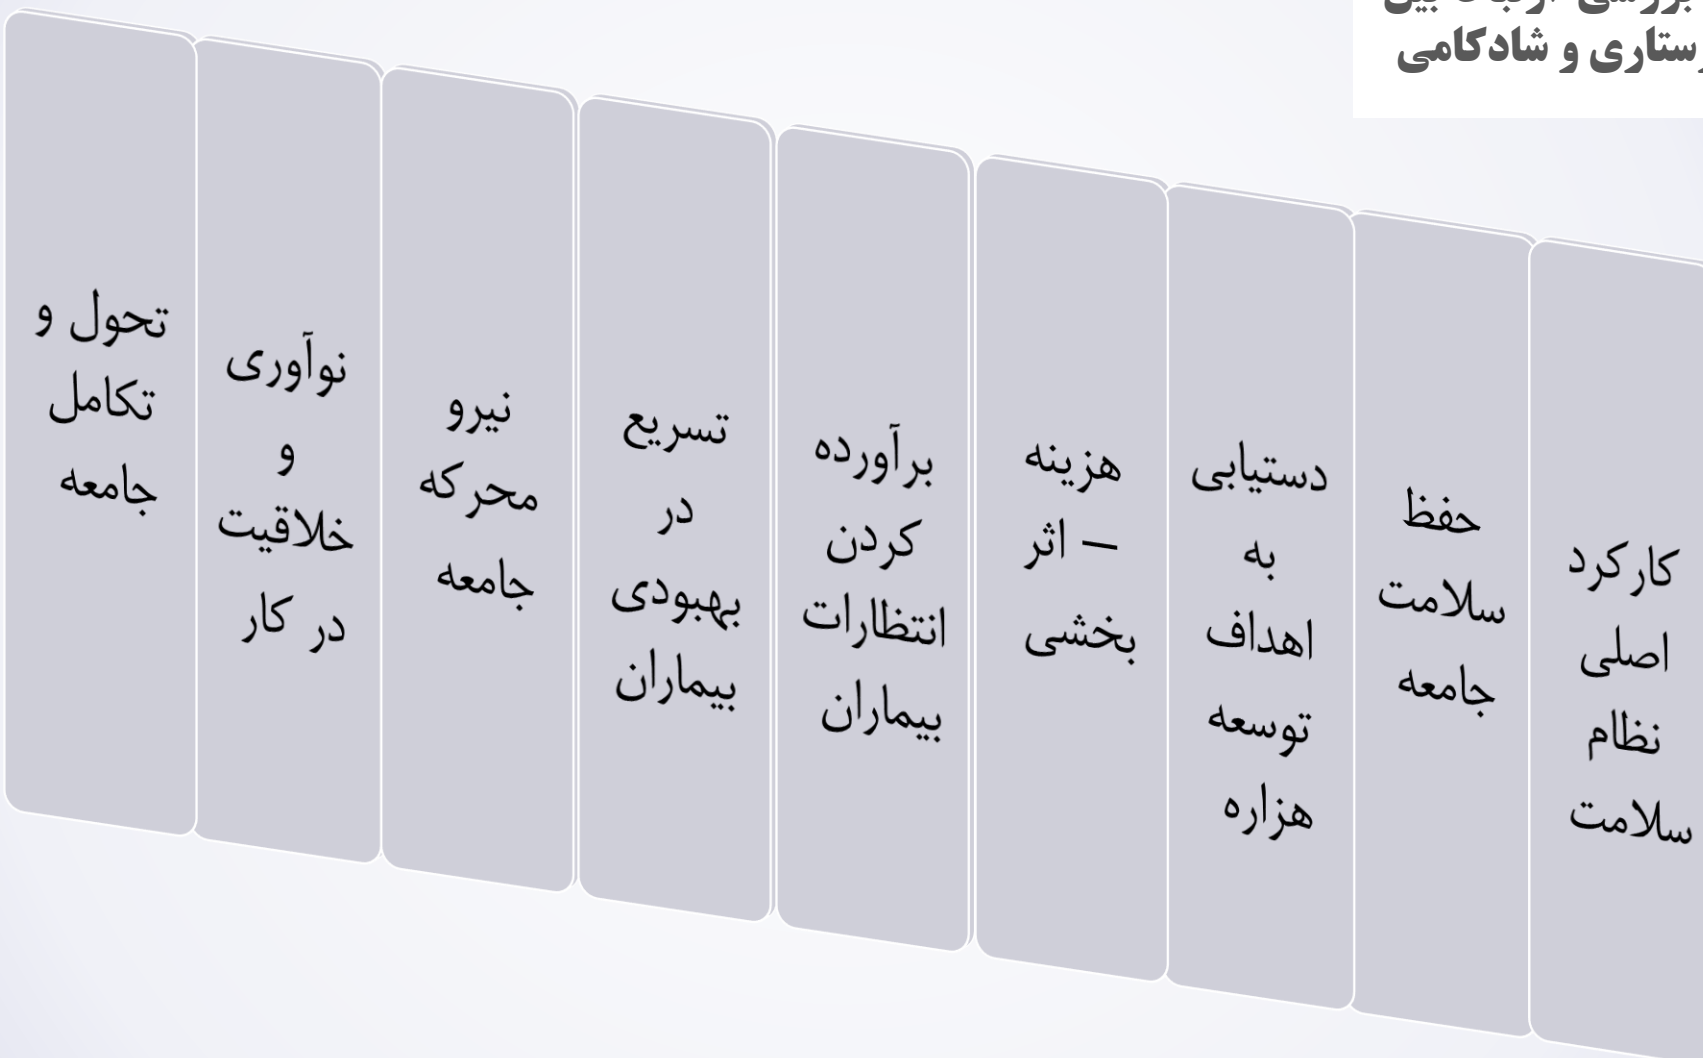 بررسی ارتباط بین
رستاری و شادکامی
کارکرد
اصلی
نظام
سلامت
حفظ
سلامت
جامعه
دستیابی
به
اهداف
توسعه
هزاره
هزینه
– اثر
بخشی
برآورده
کردن
انتظارات
بیماران
تسریع
در
بهبودی
بیماران
نیرو
محرکه
جامعه
نوآوری
و
خلاقیت
در کار
تحول و
تکامل
جامعه